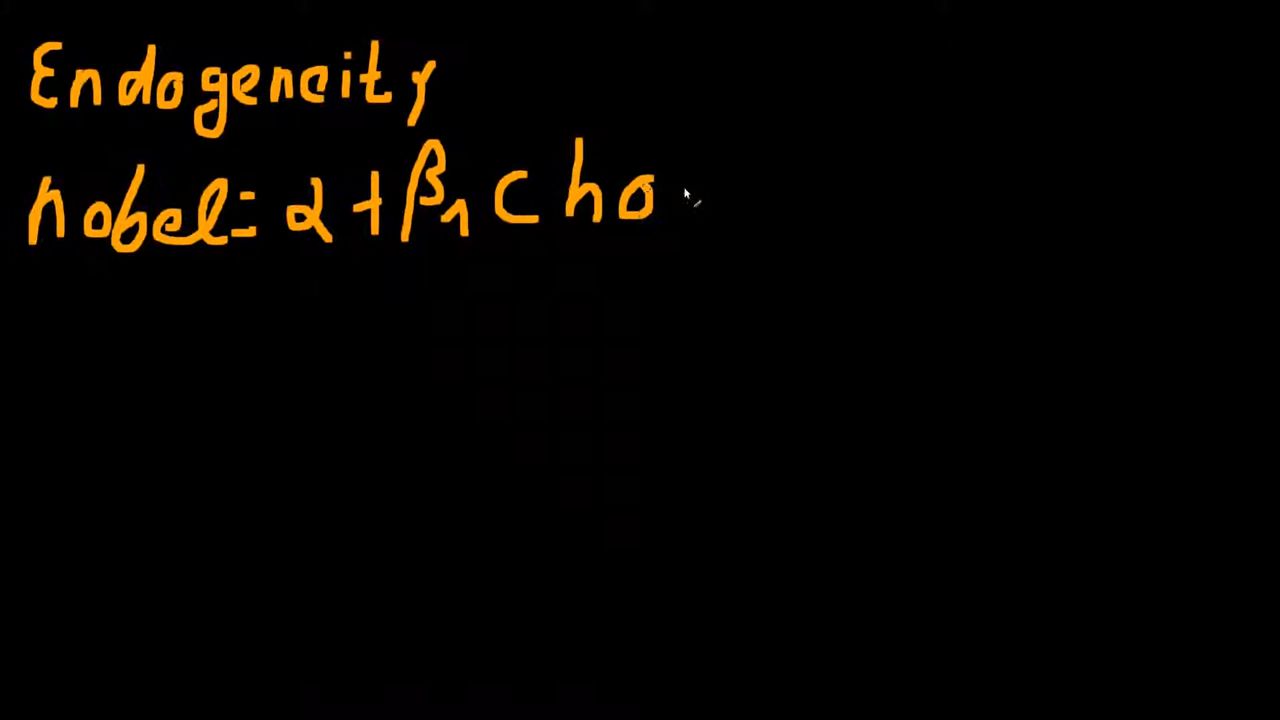 Endogeneity
nobel = α + β₁ cho